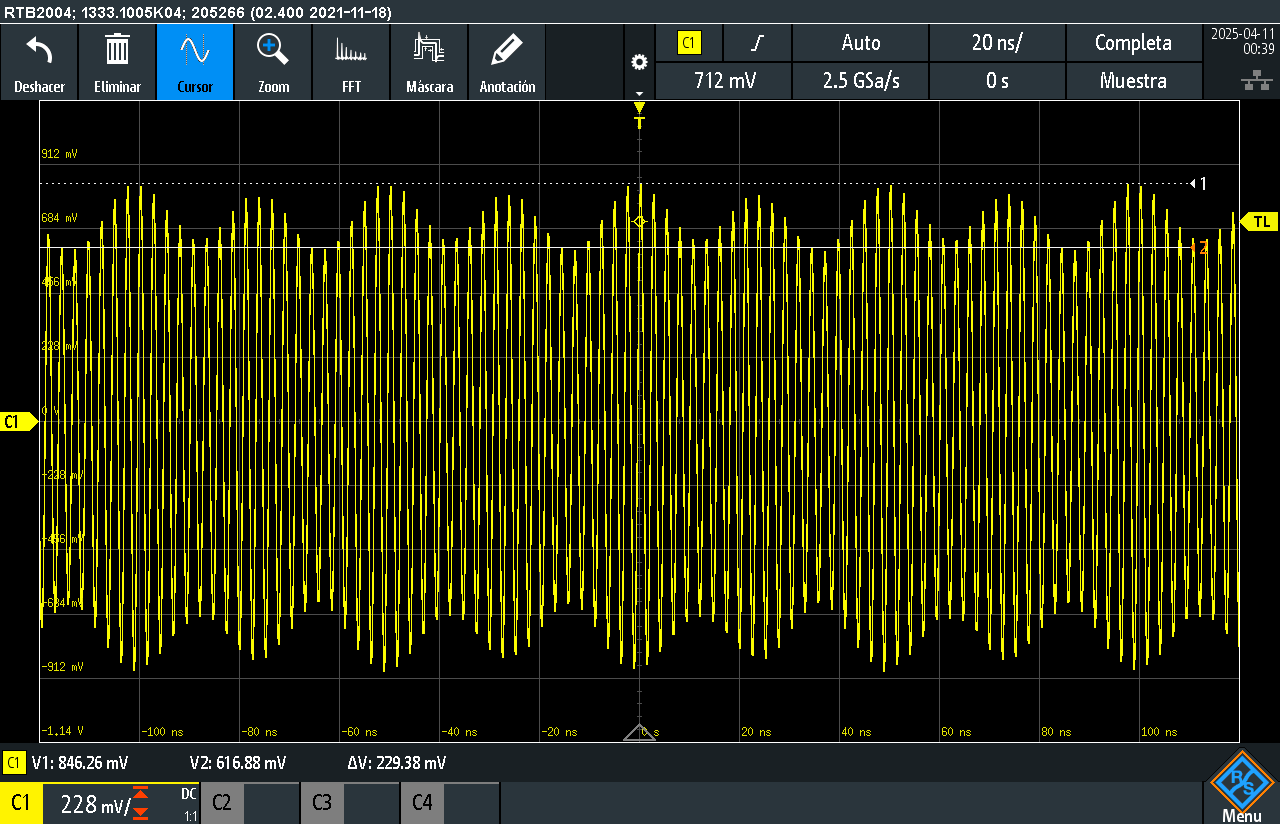 RTB2004; 1333.1005K04; 205266 (02.400 2021-11-18)
Deshacer
Eliminar
Cursor
Zoom
FFT
Máscara
Anotación
C1
Auto
20 ns/
Completa
712 mV
2.5 GSa/s
0 s
Muestra
2025-04-11
00:39
T
912 mV
1
684 mV
TL
2
456 mV
228 mV
C1
0 V
-228 mV
-456 mV
-684 mV
-912 mV
-1.14 V
-100 ns
-80 ns
-60 ns
-40 ns
-20 ns
0 s
20 ns
40 ns
60 ns
80 ns
100 ns
C1 V1: 846.26 mV V2: 616.88 mV ΔV: 229.38 mV
C1 228 mV/ DC 1:1
C2
C3
C4
R S
Menu